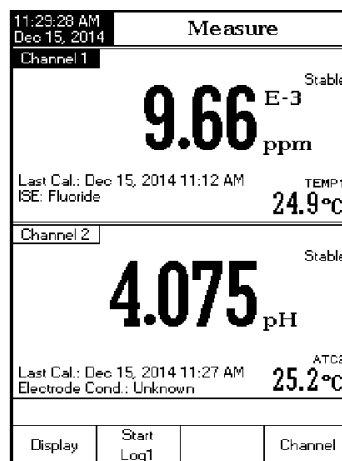 11:29:28 AM
Dec 15, 2014
Measure
Channel 1
Stable
9.66 E-3
ppm
Last Cal.: Dec 15, 2014 11:12 AM
ISE: Fluoride
TEMP1
24.9°C
Channel 2
Stable
4.075 pH
Last Cal.: Dec 15, 2014 11:27 AM
Electrode Cond.: Unknown
ATC2
25.2°C
Display
Start
Log1
Channel